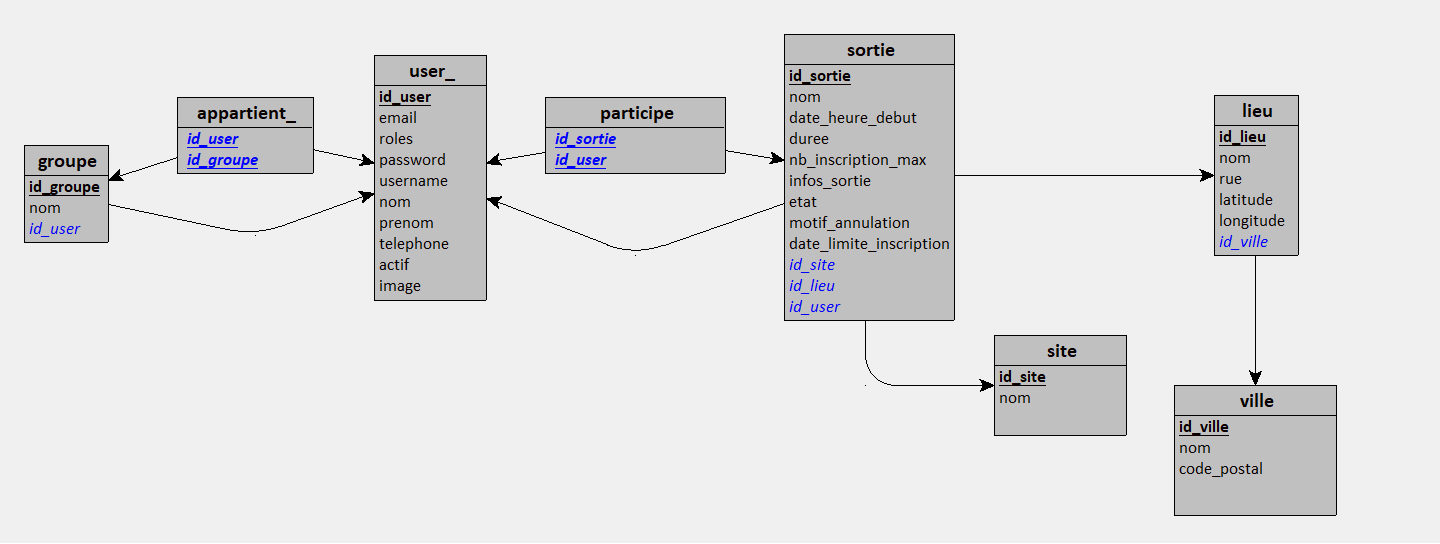 groupe
id_groupe
nom
id_user
appartient_
id_user
id_groupe
user_
id_user
email
roles
password
username
nom
prenom
telephone
actif
image
participe
id_sortie
id_user
sortie
id_sortie
nom
date_heure_debut
duree
nb_inscription_max
infos_sortie
etat
motif_annulation
date_limite_inscription
id_site
id_lieu
id_user
lieu
id_lieu
nom
rue
latitude
longitude
id_ville
site
id_site
nom
ville
id_ville
nom
code_postal